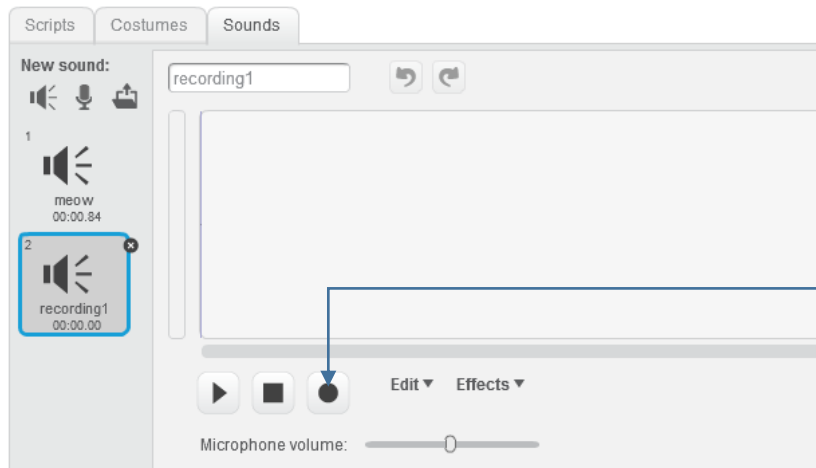 Scripts Costumes Sounds
New sound:
recording1
1
meow
00:00.84
2
recording1
00:00.00
Edit Effects
Microphone volume: